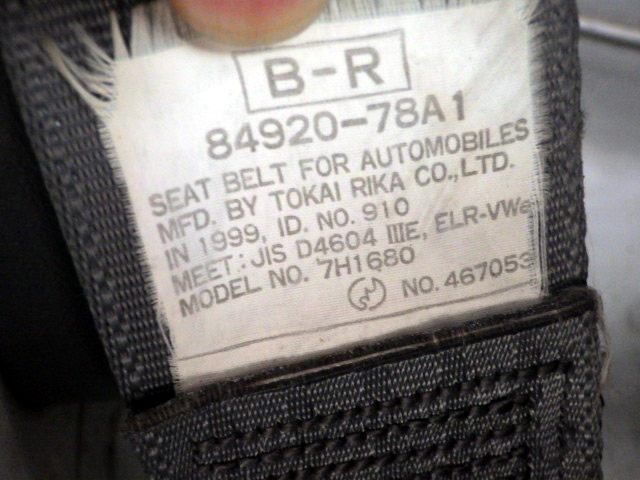 B-R
84920-78A1
SEAT BELT FOR AUTOMOBILES
MFD. BY TOKAI RIKA CO.,LTD.
IN 1999, ID. NO. 910
MEET: JIS D4604 IIIE, ELR-VWe
MODEL NO. 7H1680
NO. 467053